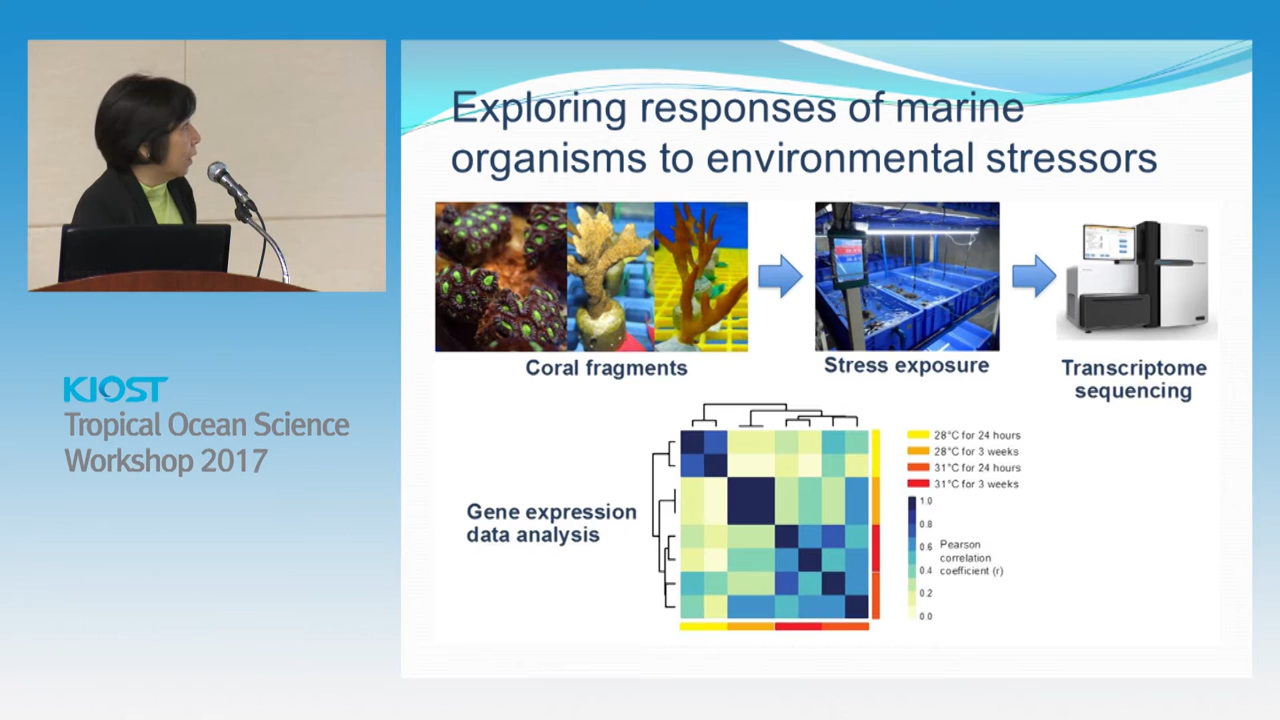 Exploring responses of marine
organisms to environmental stressors
Coral fragments
Stress exposure
Transcriptome
sequencing
KIOST
Tropical Ocean Science
Workshop 2017
Gene expression
data analysis
28°C for 24 hours
28°C for 3 weeks
31°C for 24 hours
31°C for 3 weeks
1.0
0.8
0.6
0.4
0.2
0.0
Pearson
correlation
coefficient (r)